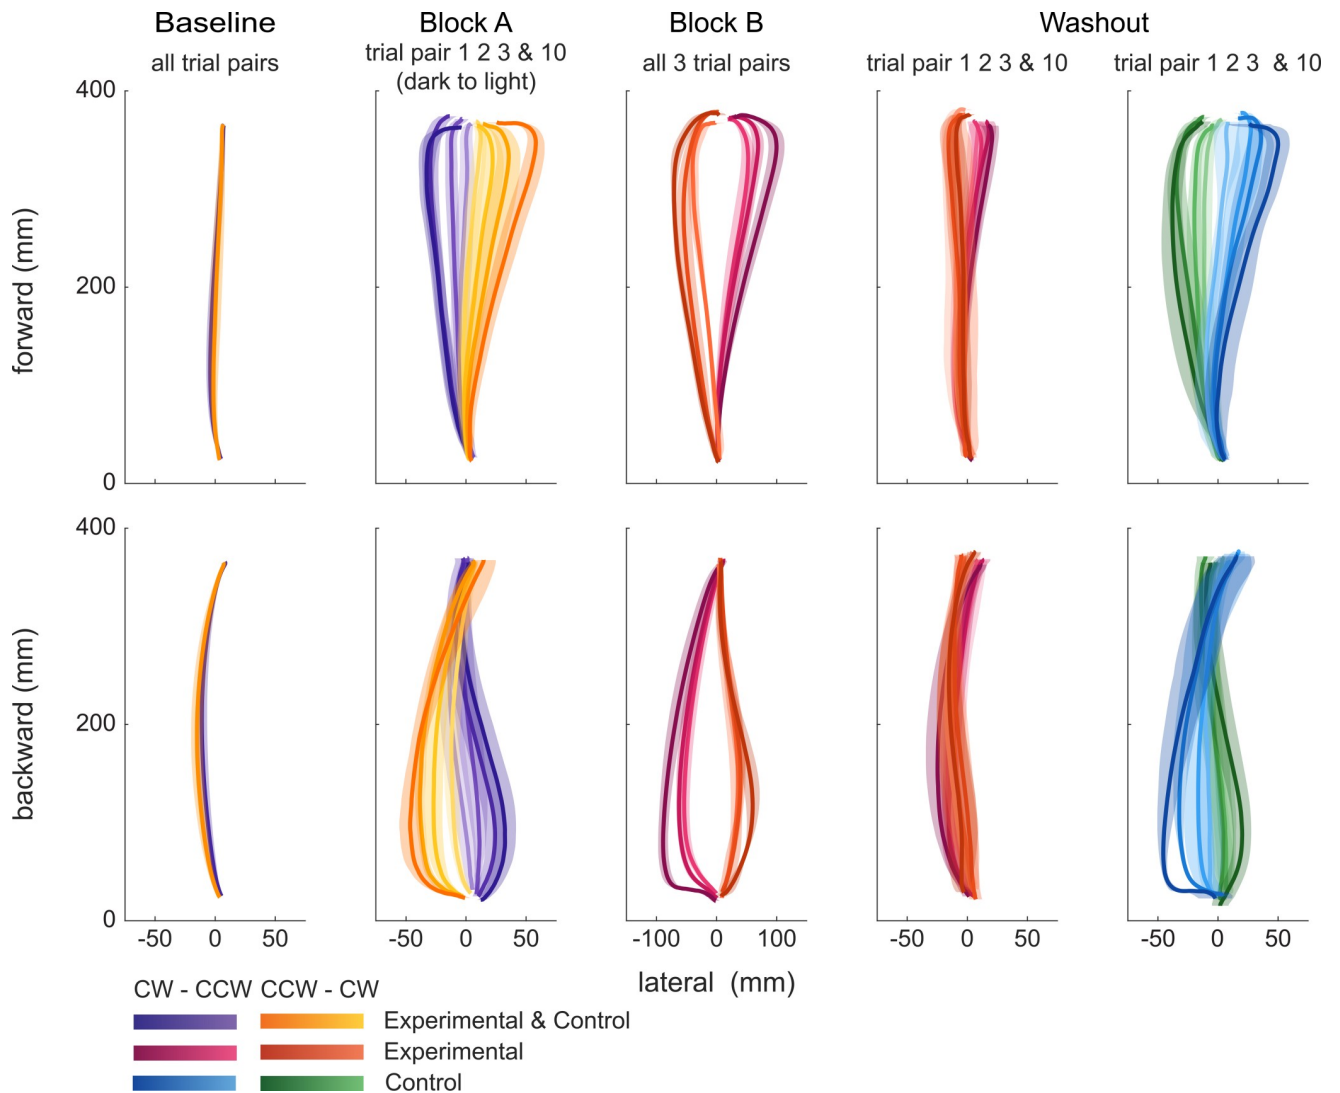 Baseline
all trial pairs
Block A
trial pair 1 2 3 & 10
(dark to light)
Block B
all 3 trial pairs
Washout
trial pair 1 2 3 & 10
trial pair 1 2 3 & 10
forward (mm)
400
200
0
backward (mm)
400
200
0
-50 0 50
-50 0 50
-100 0 100
-50 0 50
-50 0 50
lateral (mm)
CW - CCW CCW - CW
Experimental & Control
Experimental
Control